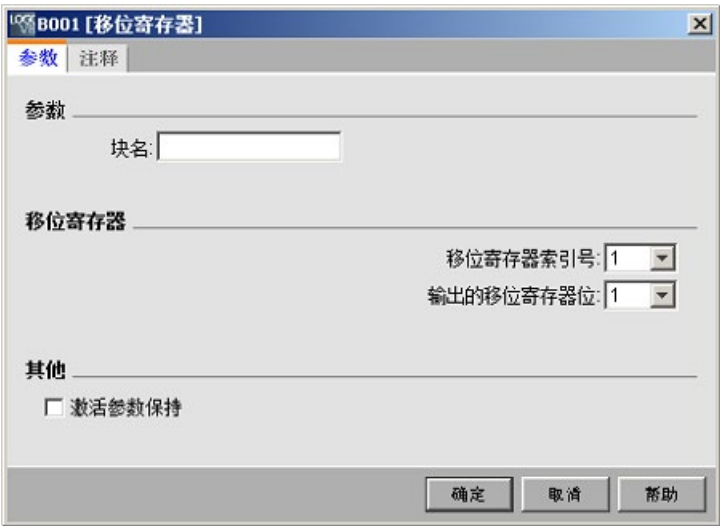 LOGO B001 [移位寄存器]
参数 注释
参数
块名:
移位寄存器
移位寄存器索引号: 1
输出的移位寄存器位: 1
其他
激活参数保持
确定 取消 帮助